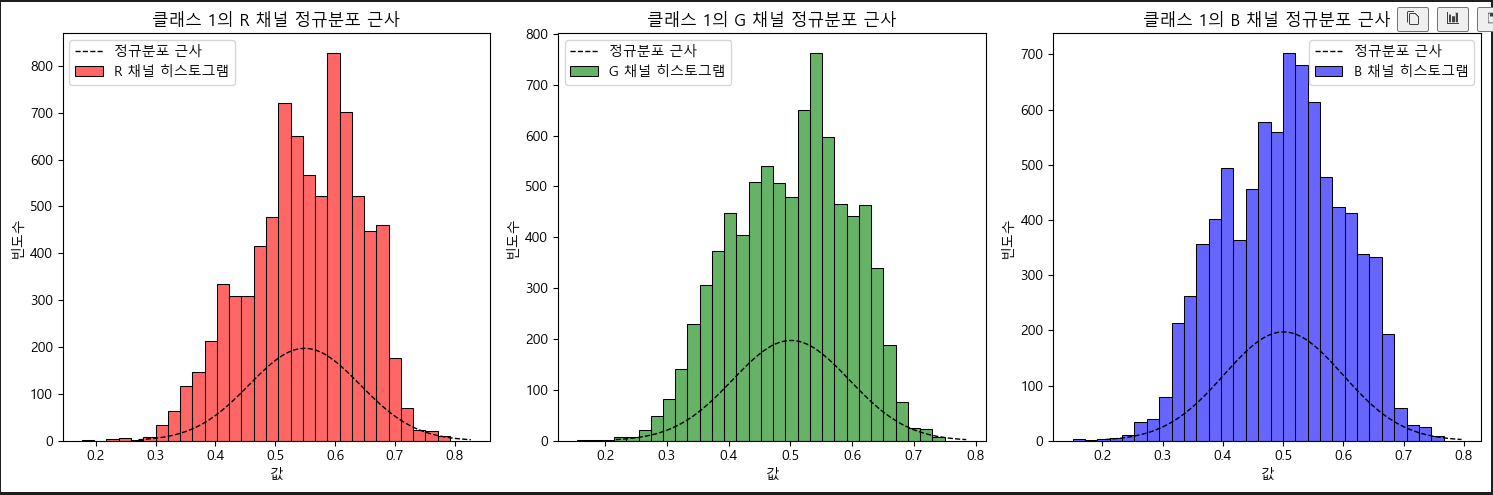 클래스 1의 R 채널 정규분포 근사
정규분포 근사
R 채널 히스토그램
800
700
600
500
400
300
200
100
0
빈도수
0.2 0.3 0.4 0.5 0.6 0.7 0.8
값
클래스 1의 G 채널 정규분포 근사
정규분포 근사
G 채널 히스토그램
800
700
600
500
400
300
200
100
0
빈도수
0.2 0.3 0.4 0.5 0.6 0.7 0.8
값
클래스 1의 B 채널 정규분포 근사
정규분포 근사
B 채널 히스토그램
700
600
500
400
300
200
100
0
빈도수
0.2 0.3 0.4 0.5 0.6 0.7 0.8
값